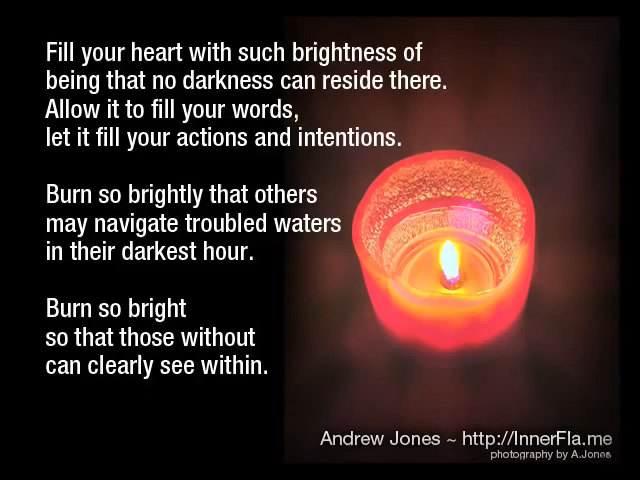 Fill your heart with such brightness of
being that no darkness can reside there.
Allow it to fill your words,
let it fill your actions and intentions.
Burn so brightly that others
may navigate troubled waters
in their darkest hour.
Burn so bright
so that those without
can clearly see within.
Andrew Jones ~ http://InnerFla.me
photography by A.Jones